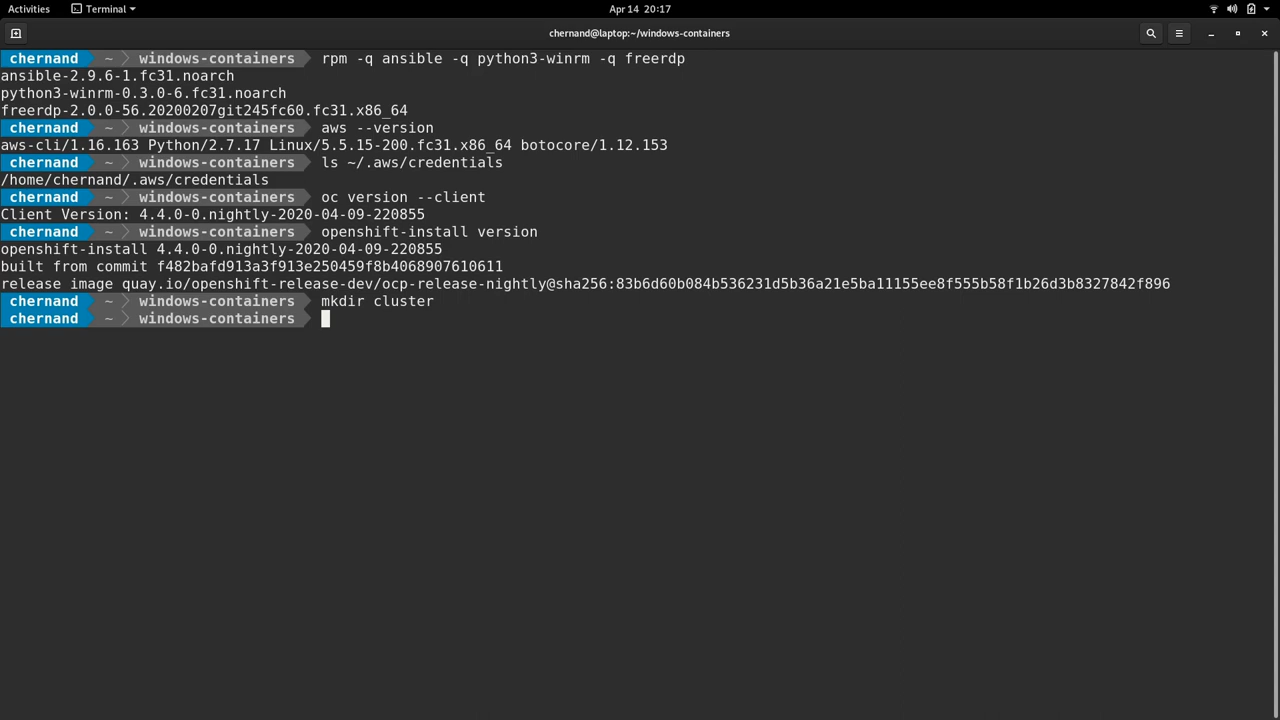 Activities Terminal Apr 14 20:17
chernand@laptop:~/windows-containers
chernand ~ windows-containers rpm -q ansible -q python3-winrm -q freerdp
ansible-2.9.6-1.fc31.noarch
python3-winrm-0.3.0-6.fc31.noarch
freerdp-2.0.0-56.20200207git245fc60.fc31.x86_64
chernand ~ windows-containers aws --version
aws-cli/1.16.163 Python/2.7.17 Linux/5.5.15-200.fc31.x86_64 botocore/1.12.153
chernand ~ windows-containers ls ~/.aws/credentials
/home/chernand/.aws/credentials
chernand ~ windows-containers oc version --client
Client Version: 4.4.0-0.nightly-2020-04-09-220855
chernand ~ windows-containers openshift-install version
openshift-install 4.4.0-0.nightly-2020-04-09-220855
built from commit f482bafd913a3f913e250459f8b4068907610611
release image quay.io/openshift-release-dev/ocp-release-nightly@sha256:83b6d60b084b536231d5b36a21e5ba11155ee8f555b58f1b26d3b8327842f896
chernand ~ windows-containers mkdir cluster
chernand ~ windows-containers